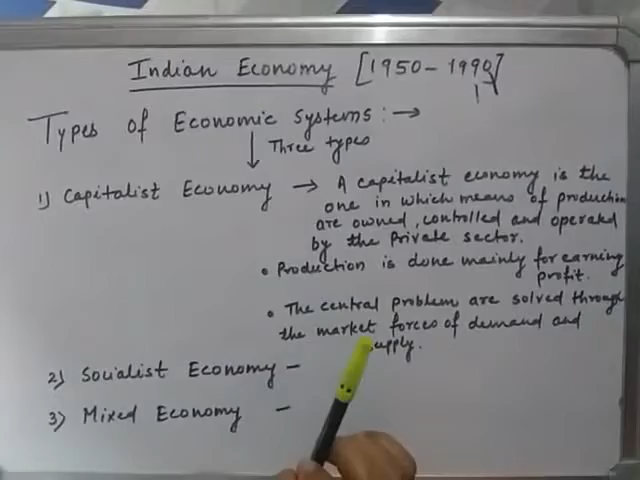 Indian Economy [1950-1990]
Types of Economic Systems: →
Three types
1) Capitalist Economy → A capitalist economy is the
one in which means of production
are owned, controlled and operated
by the Private sector.
• Production is done mainly for earning
profit.
• The central problem are solved through
the market forces of demand and
supply.
2) Socialist Economy -
3) Mixed Economy -